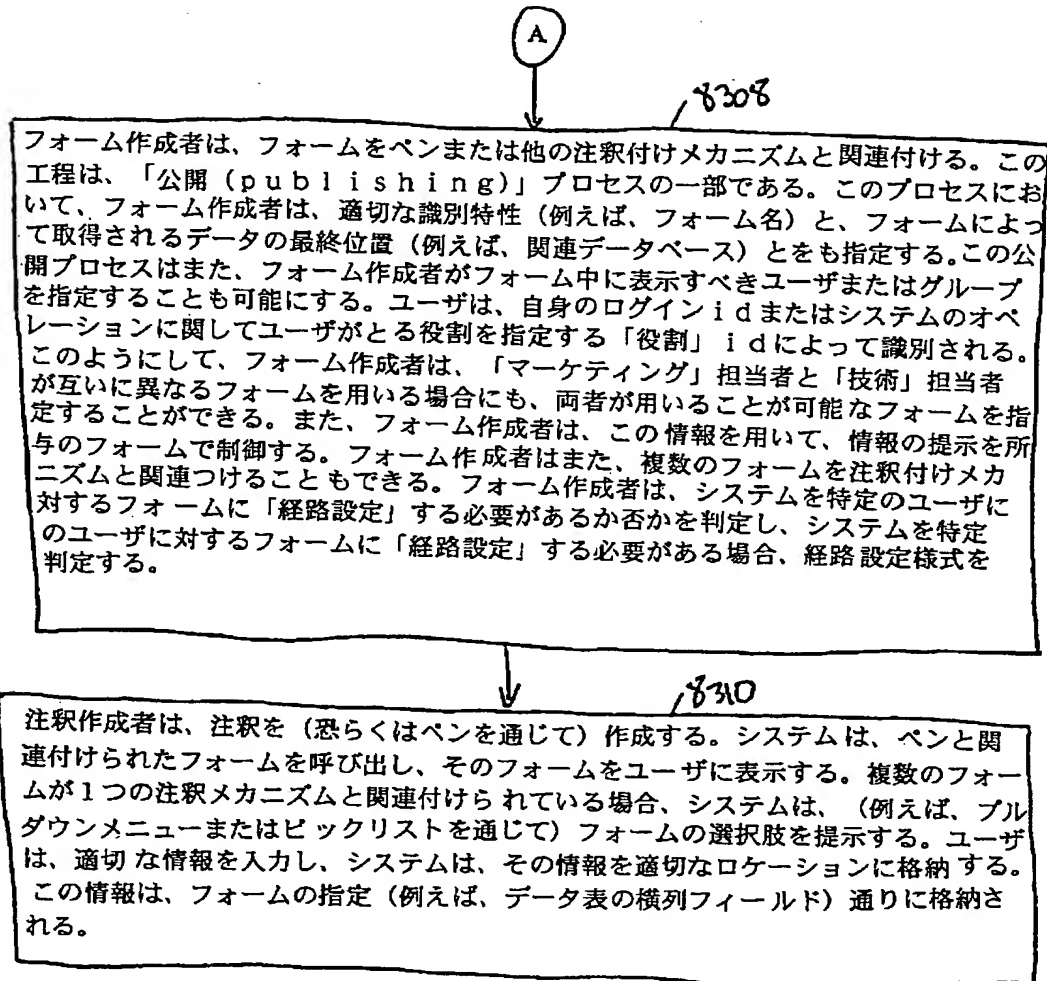 A
8308
フォーム作成者は、フォームをペンまたは他の注釈付けメカニズムと関連付ける。この
工程は、「公開（ｐｕｂｌｉｓｈｉｎｇ）」プロセスの一部である。このプロセスにお
いて、フォーム作成者は、適切な識別特性（例えば、フォーム名）と、フォームによっ
て取得されるデータの最終位置（例えば、関連データベース）とをも指定する。この公
開プロセスはまた、フォーム作成者がフォーム中に表示すべきユーザまたはグループ
を指定することも可能にする。ユーザは、自身のログインｉｄまたはシステムのオペ
レーションに関してユーザがとる役割を指定する「役割」ｉｄによって識別される。
このようにして、フォーム作成者は、「マーケティング」担当者と「技術」担当者
が互いに異なるフォームを用いる場合にも、両者が用いることが可能なフォームを指
定することができる。また、フォーム作成者は、この情報を用いて、情報の提示を所
与のフォームで制御する。フォーム作成者はまた、複数のフォームを注釈付けメカ
ニズムと関連つけることもできる。フォーム作成者は、システムを特定のユーザに
対するフォームに「経路設定」する必要があるか否かを判定し、システムを特定
のユーザに対するフォームに「経路設定」する必要がある場合、経路設定様式を
判定する。
8310
注釈作成者は、注釈を（恐らくはペンを通じて）作成する。システムは、ペンと関
連付けられたフォームを呼び出し、そのフォームをユーザに表示する。複数のフォー
ムが１つの注釈メカニズムと関連付けられている場合、システムは、（例えば、プル
ダウンメニューまたはピックリストを通じて）フォームの選択肢を提示する。ユーザ
は、適切な情報を入力し、システムは、その情報を適切なロケーションに格納する。
この情報は、フォームの指定（例えば、データ表の横列フィールド）通りに格納さ
れる。